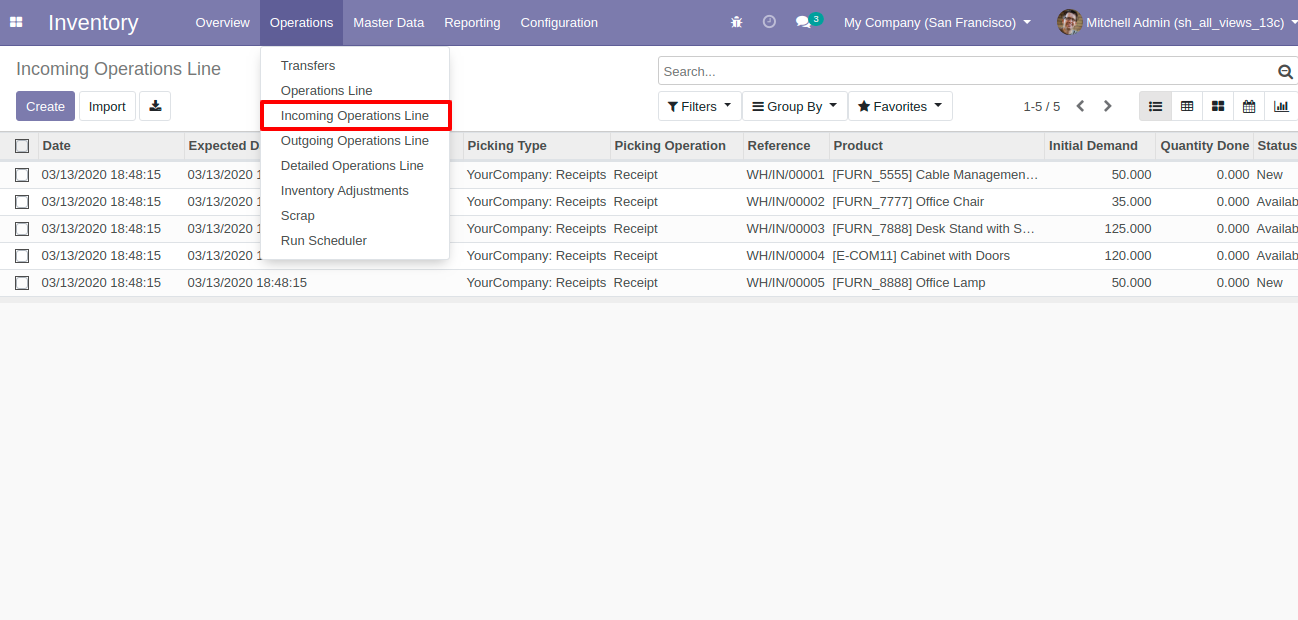 Inventory Overview Operations Master Data Reporting Configuration 3 My Company (San Francisco) Mitchell Admin (sh_all_views_13c)
Incoming Operations Line
Search...
Create Import
Filters Group By Favorites 1-5 / 5
Transfers
Operations Line
Incoming Operations Line
Outgoing Operations Line
Detailed Operations Line
Inventory Adjustments
Scrap
Run Scheduler
Date Expected D Picking Type Picking Operation Reference Product Initial Demand Quantity Done Status
03/13/2020 18:48:15 03/13/2020 1 YourCompany: Receipts Receipt WH/IN/00001 [FURN_5555] Cable Managemen… 50.000 0.000 New
03/13/2020 18:48:15 03/13/2020 1 YourCompany: Receipts Receipt WH/IN/00002 [FURN_7777] Office Chair 35.000 0.000 Availab
03/13/2020 18:48:15 03/13/2020 1 YourCompany: Receipts Receipt WH/IN/00003 [FURN_7888] Desk Stand with S… 125.000 0.000 Availab
03/13/2020 18:48:15 03/13/2020 1 YourCompany: Receipts Receipt WH/IN/00004 [E-COM11] Cabinet with Doors 120.000 0.000 Availab
03/13/2020 18:48:15 03/13/2020 18:48:15 YourCompany: Receipts Receipt WH/IN/00005 [FURN_8888] Office Lamp 50.000 0.000 New